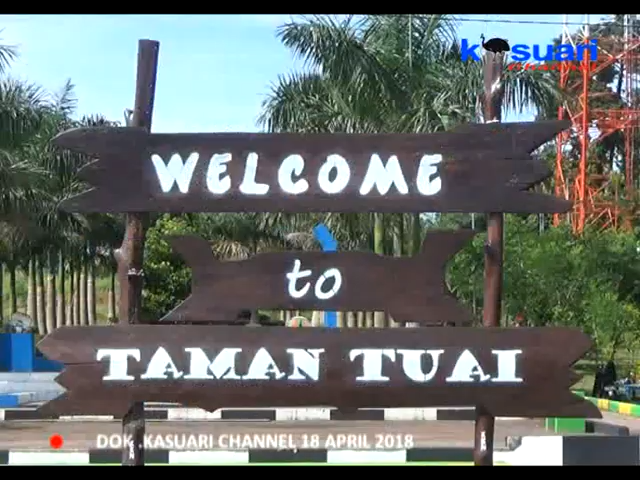 kasuari
WELCOME
to
TAMAN TUAI
DOK. KASUARI CHANNEL, 18 APRIL 2018